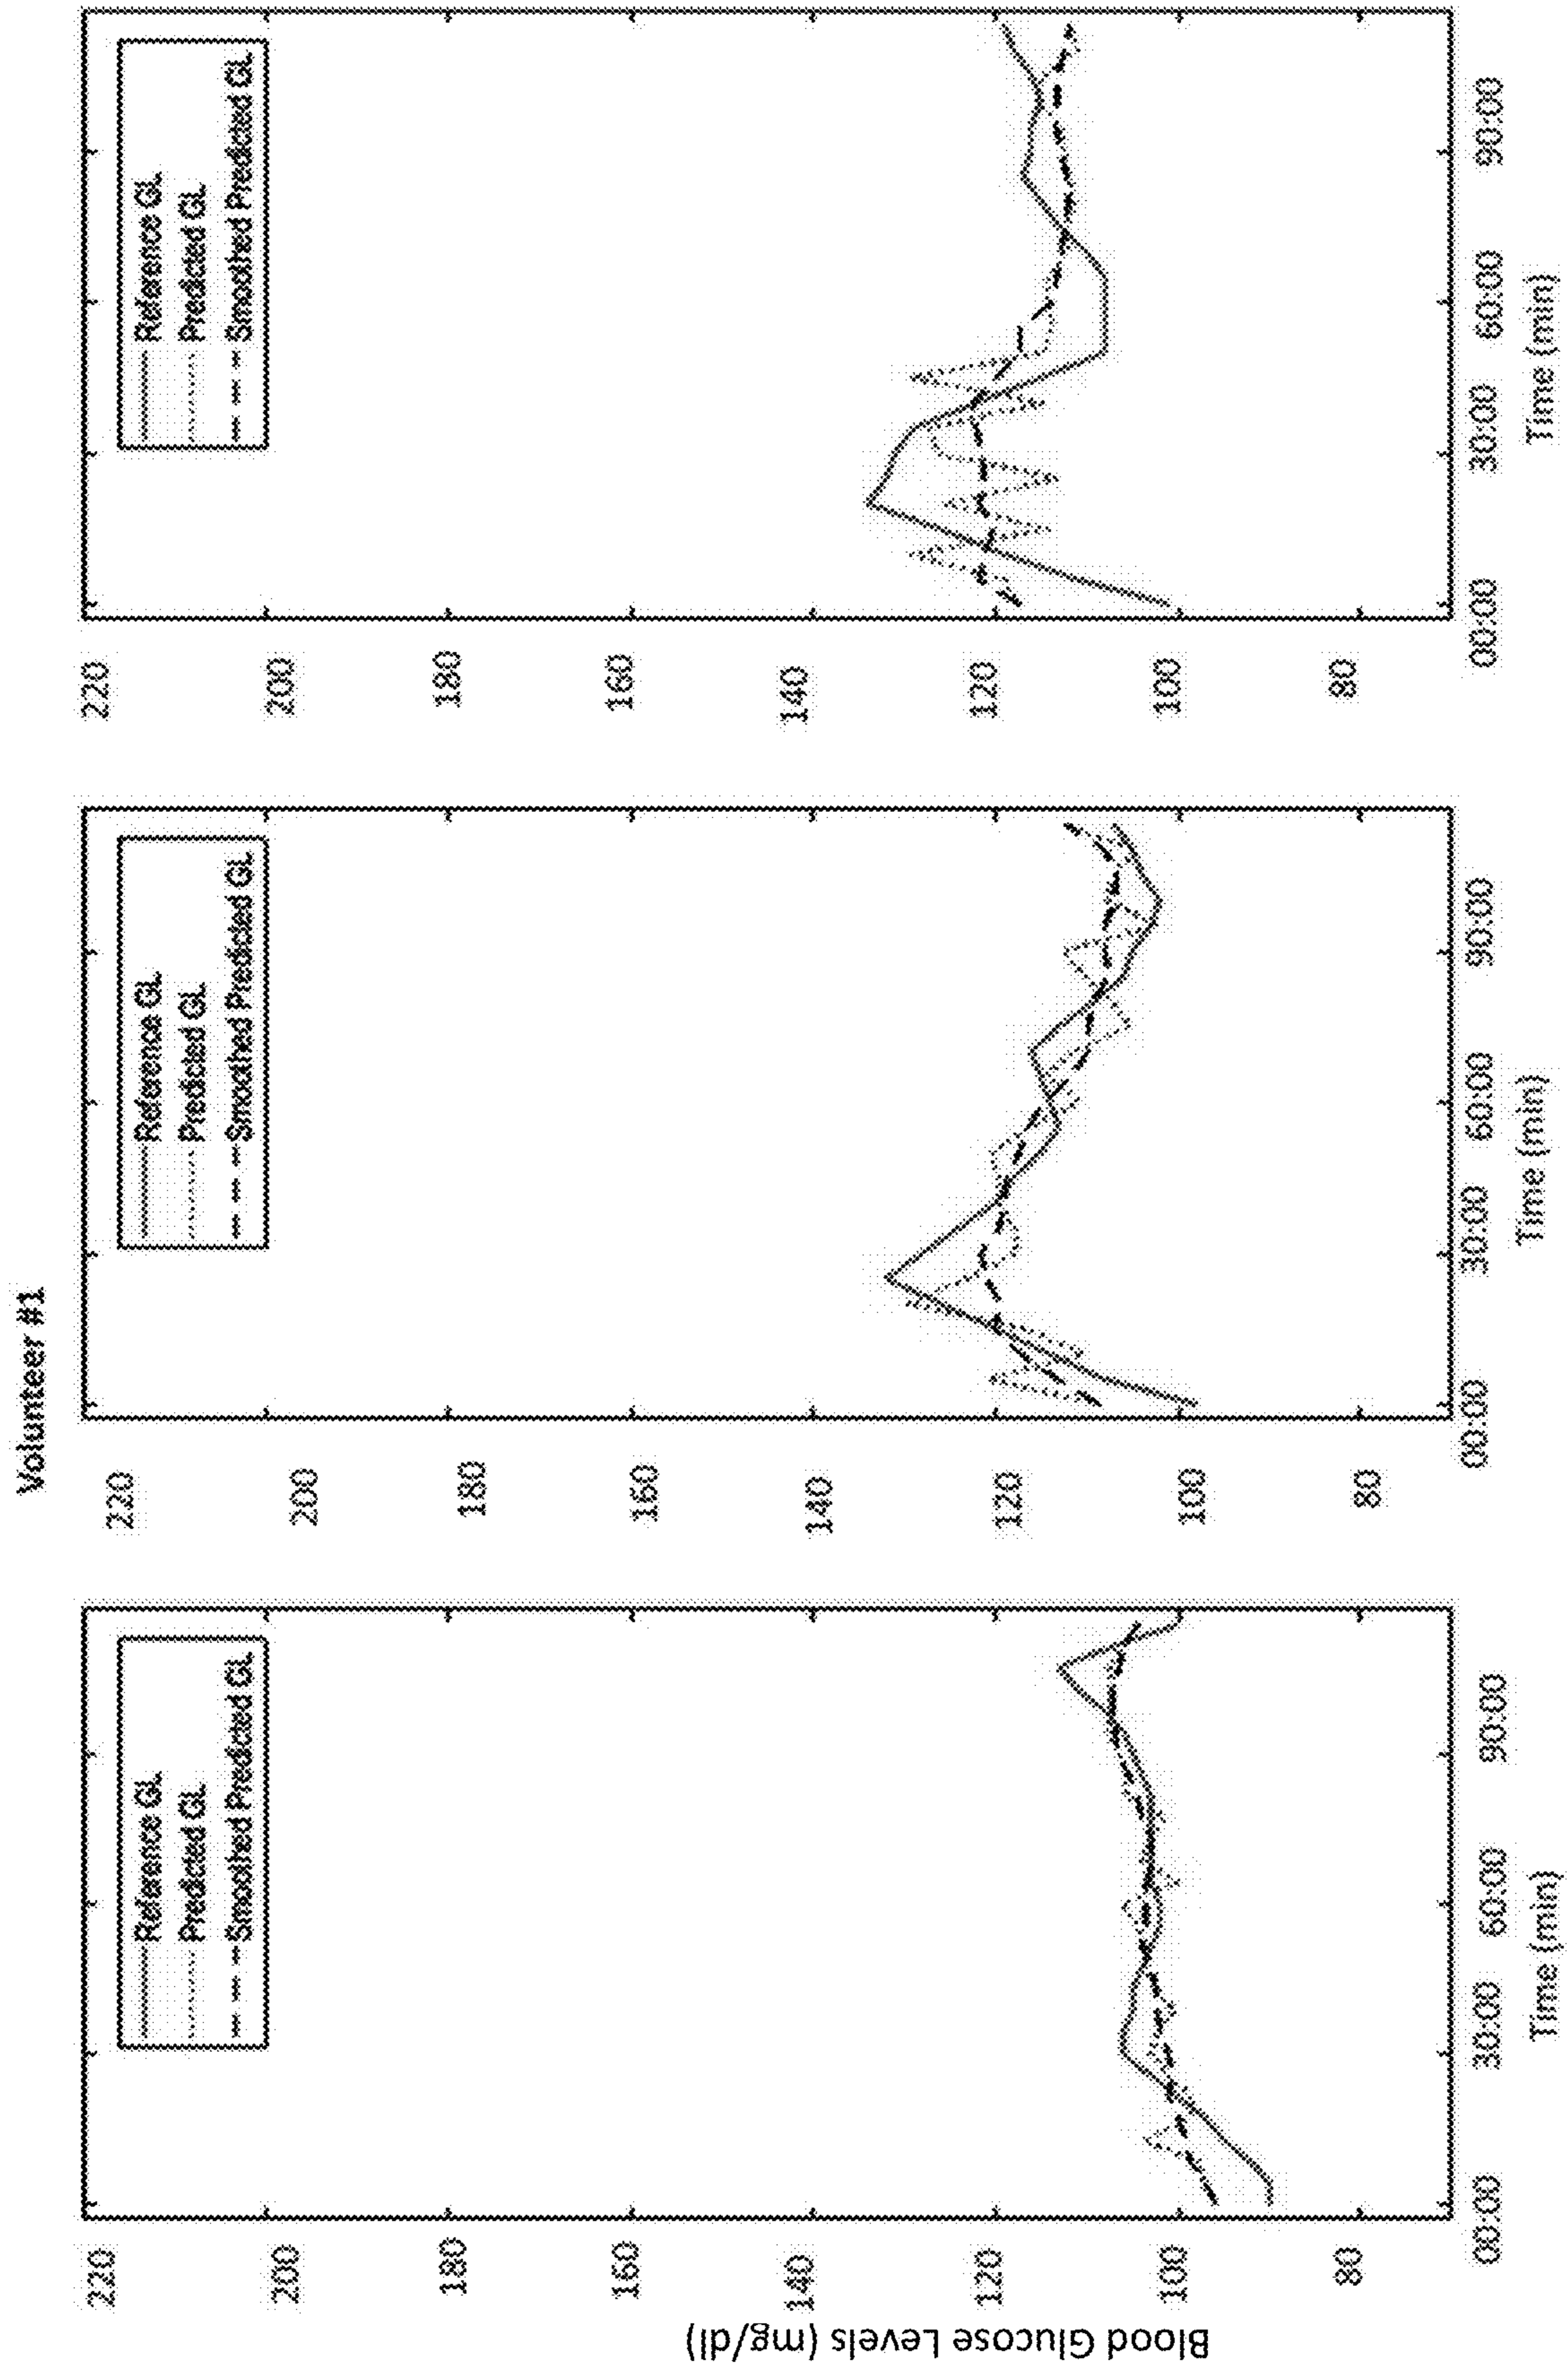 Volunteer #1
Blood Glucose Levels (mg/dl)
220
200
180
160
140
120
100
80
Reference GL
Predicted GL
Smoothed Predicted GL
00:00 30:00 60:00 90:00
Time (min)
220
200
180
160
140
120
100
80
Reference GL
Predicted GL
Smoothed Predicted GL
00:00 30:00 60:00 90:00
Time (min)
220
200
180
160
140
120
100
80
Reference GL
Predicted GL
Smoothed Predicted GL
00:00 30:00 60:00 90:00
Time (min)